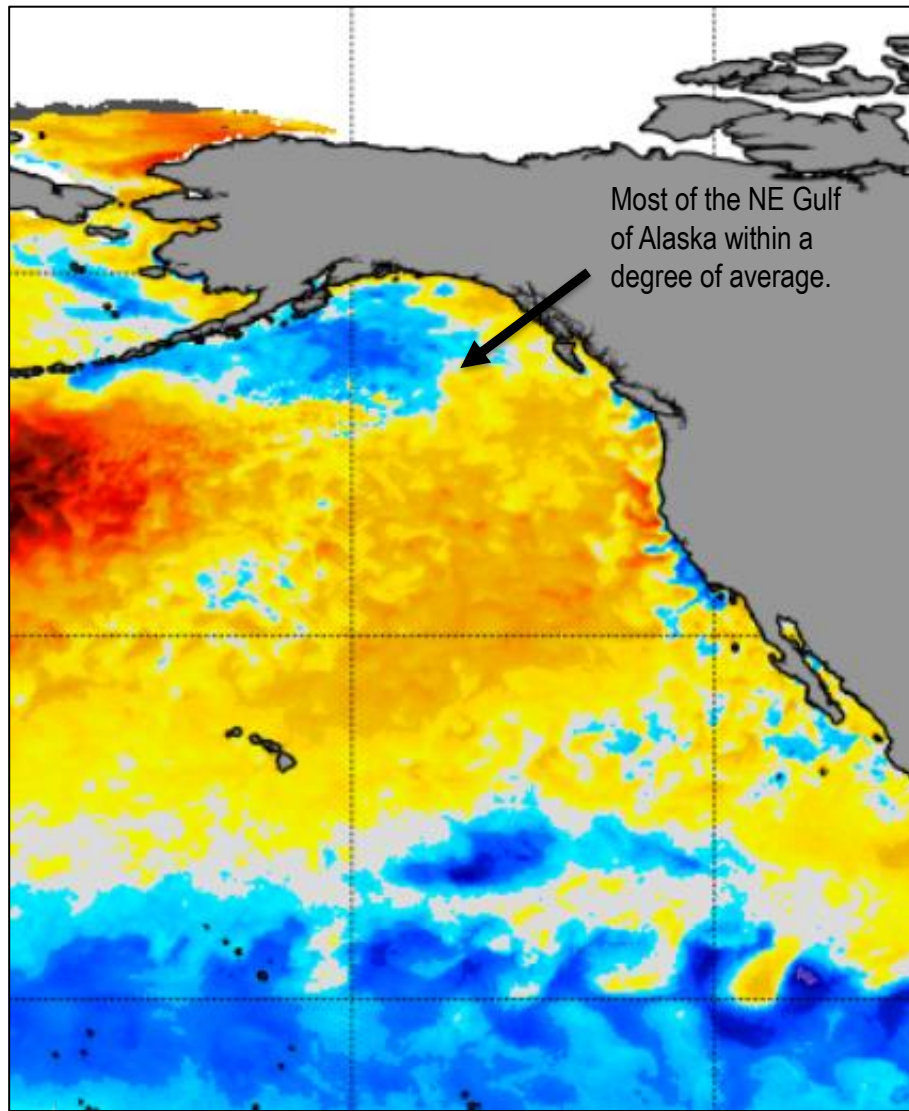 Most of the NE Gulf
of Alaska within a
degree of average.